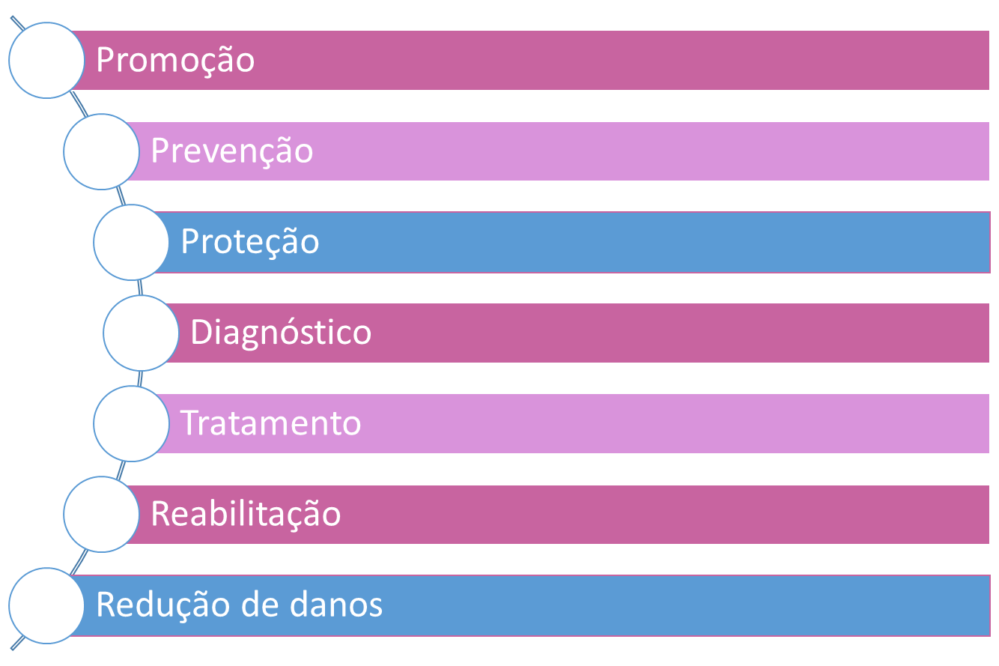 Promoção
Prevenção
Proteção
Diagnóstico
Tratamento
Reabilitação
Redução de danos